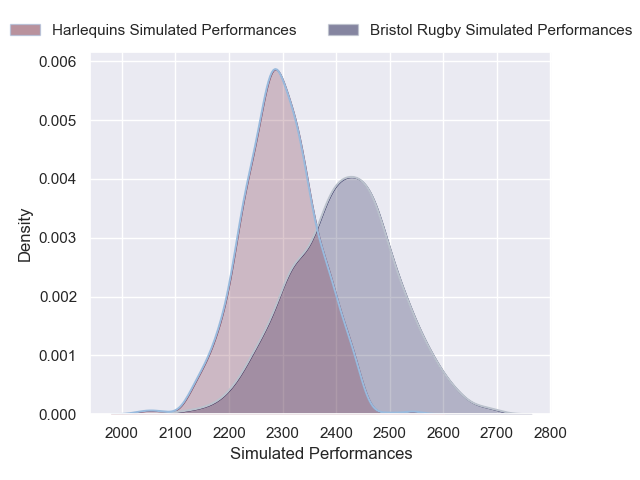 Harlequins Simulated Performances
Bristol Rugby Simulated Performances
0.006
0.005
0.004
0.003
0.002
0.001
0.000
Density
2000 2100 2200 2300 2400 2500 2600 2700 2800
Simulated Performances